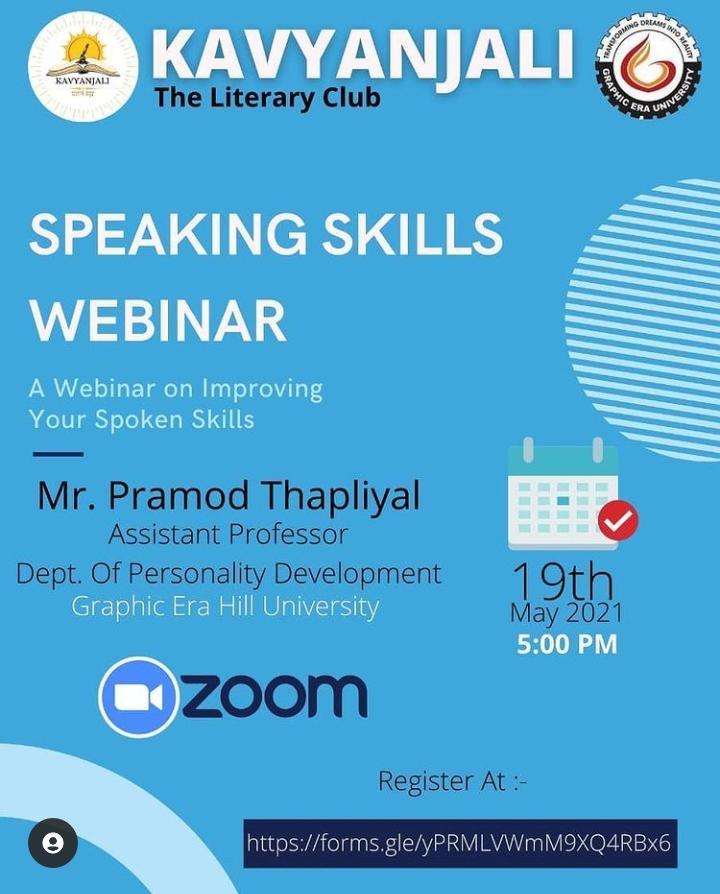 KAVYANJALI
KAVYANJALI
The Literary Club
TRANSFORMING DREAMS INTO REALITY
GRAPHIC ERA UNIVERSITY
SPEAKING SKILLS
WEBINAR
A Webinar on Improving
Your Spoken Skills
Mr. Pramod Thapliyal
Assistant Professor
Dept. Of Personality Development
Graphic Era Hill University
19th
May 2021
5:00 PM
zoom
Register At :-
https://forms.gle/yPRMLVWmM9XQ4RBx6